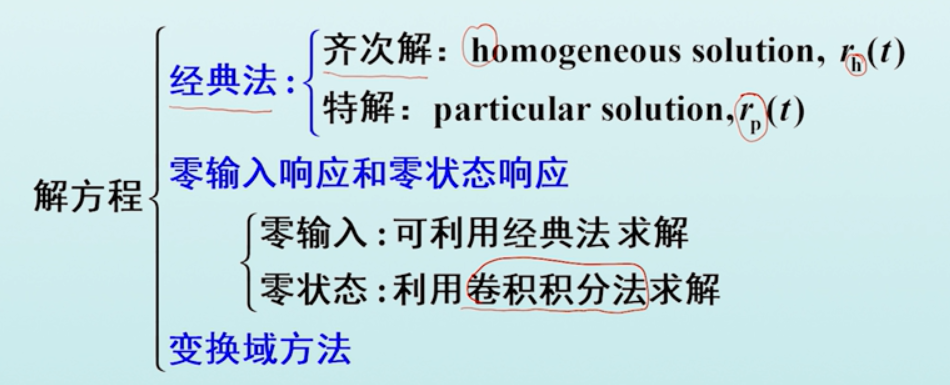 经典法:
齐次解: homogeneous solution, rh(t)
特解: particular solution, rp(t)
零输入响应和零状态响应
解方程
零输入:可利用经典法求解
零状态:利用卷积积分法求解
变换域方法